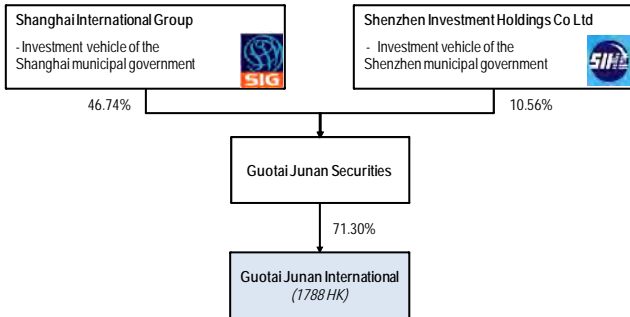 Shanghai International Group
- Investment vehicle of the
Shanghai municipal government
SIG
Shenzhen Investment Holdings Co Ltd
- Investment vehicle of the
Shenzhen municipal government
46.74%
10.56%
Guotai Junan Securities
71.30%
Guotai Junan International
(1788 HK)